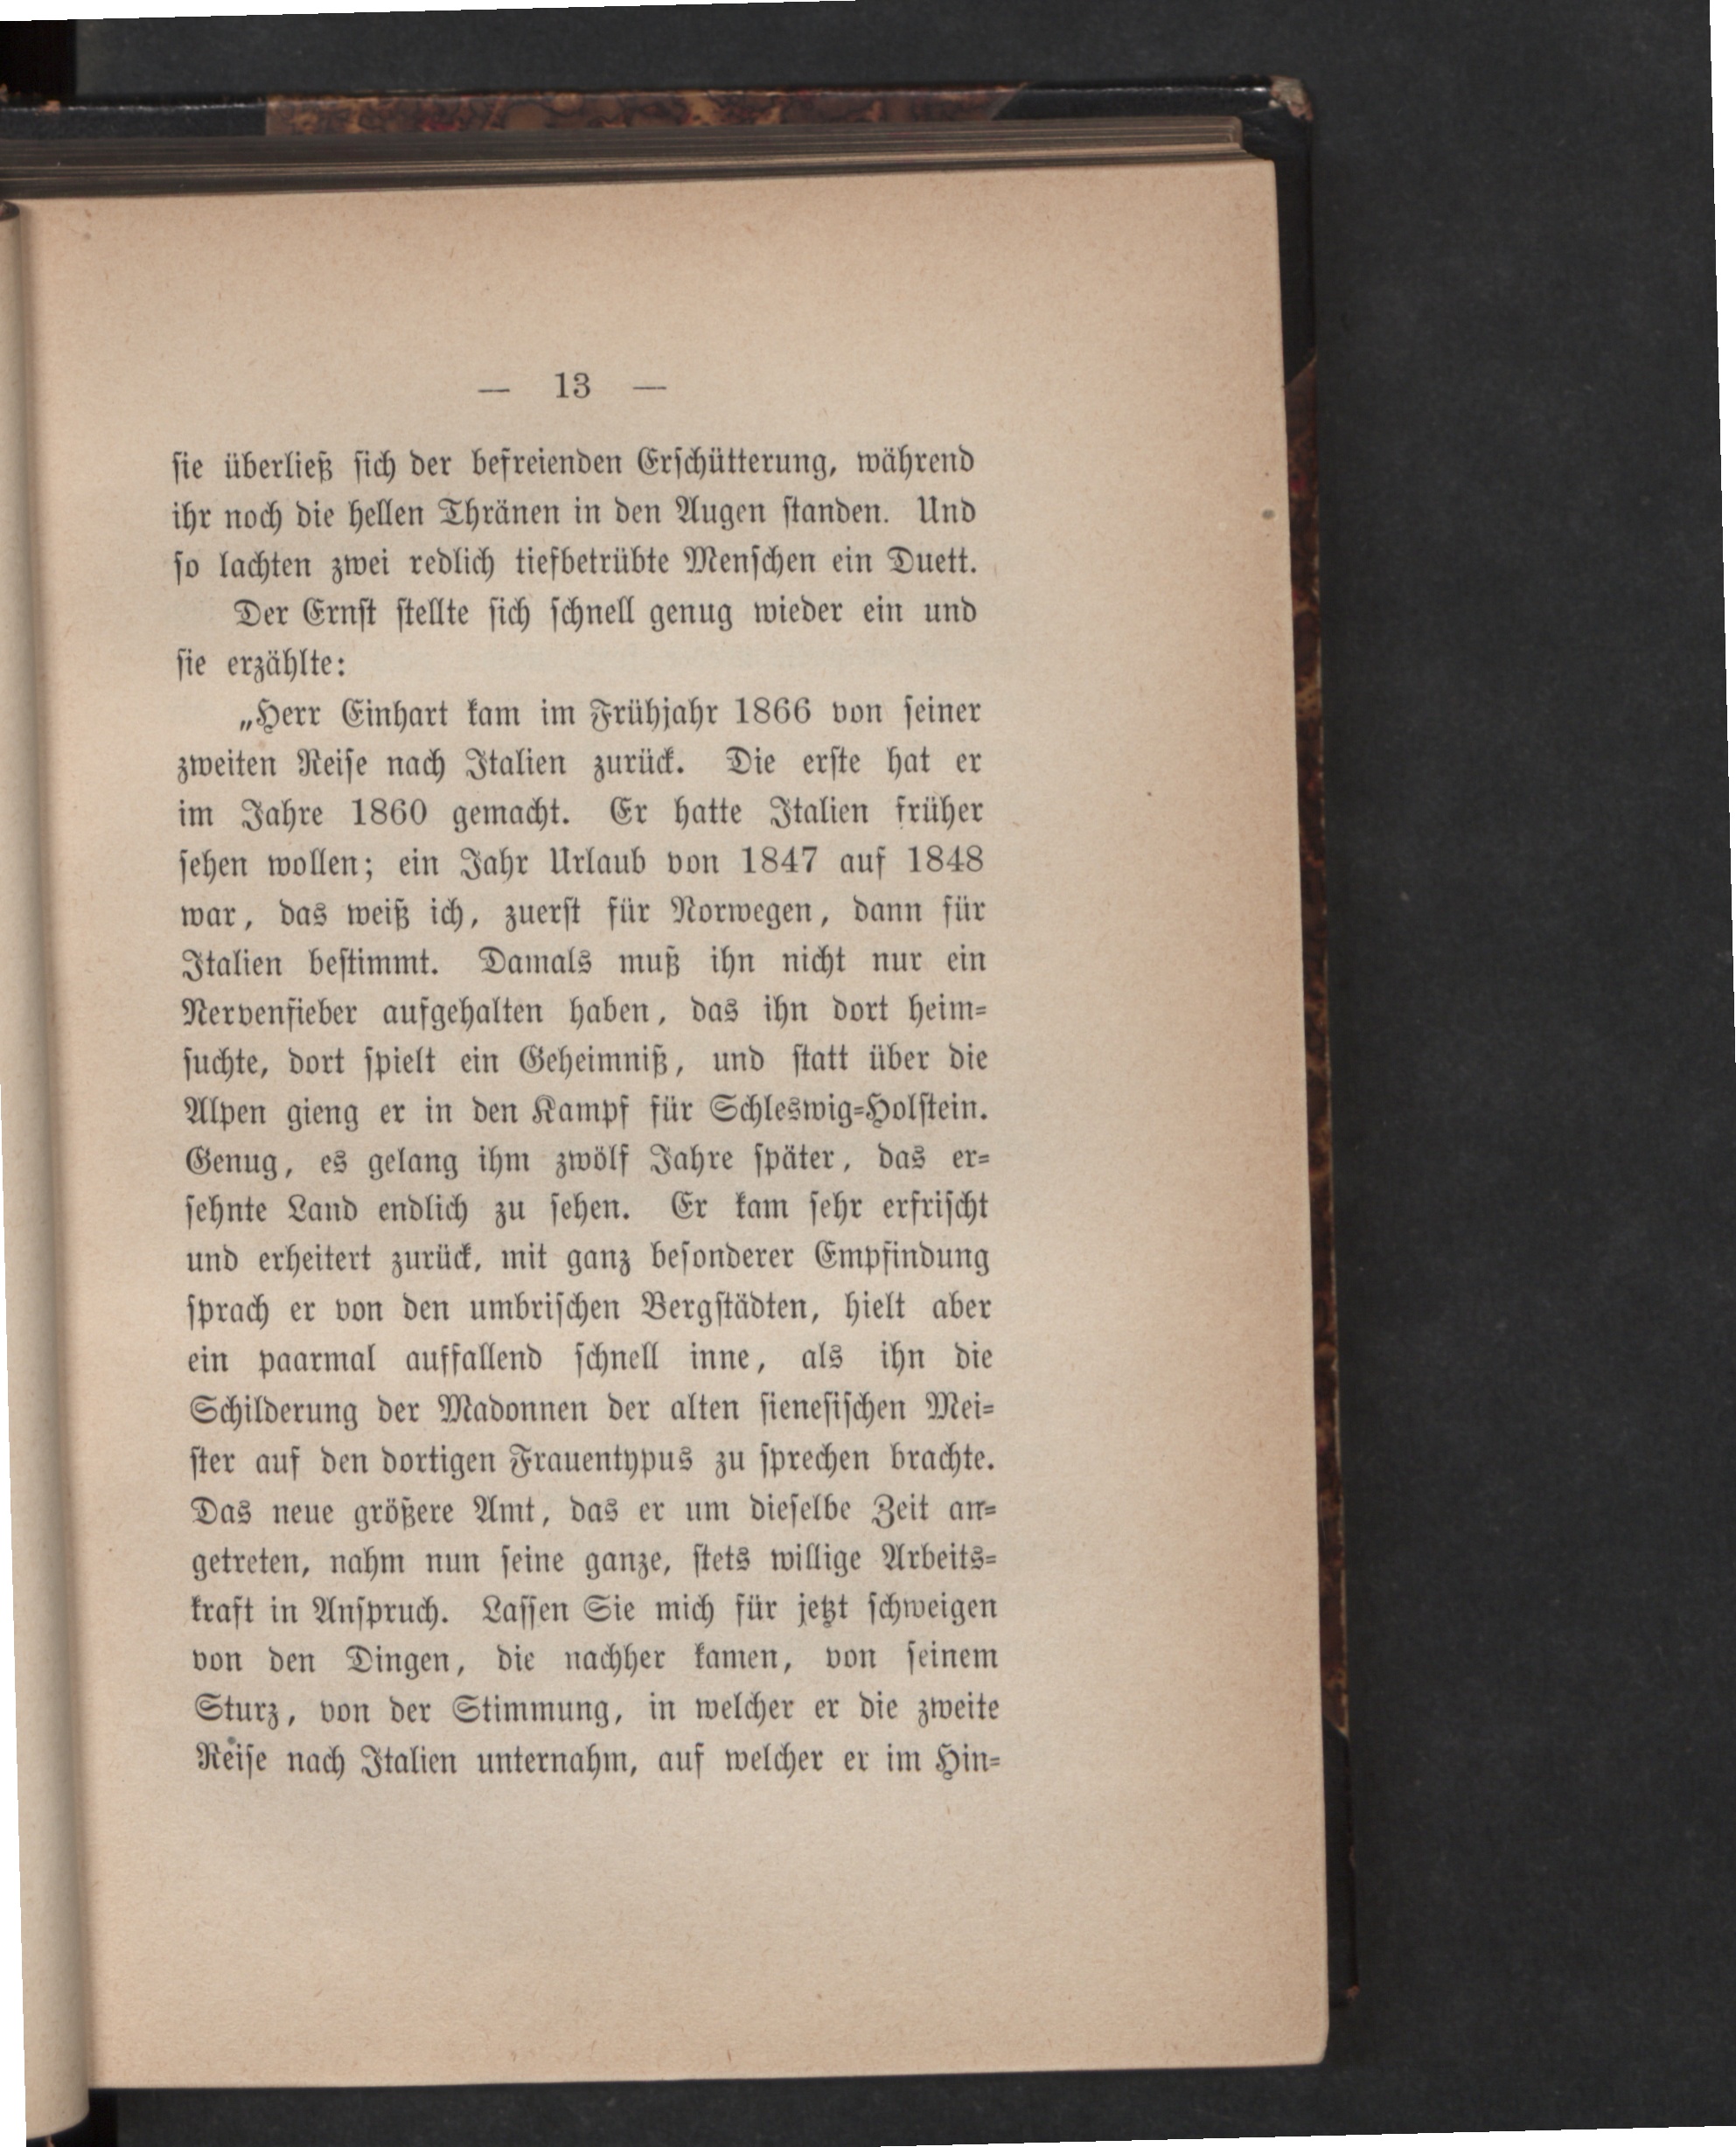 — 13 —
sie überließ sich der befreienden Erschütterung, während
ihr noch die hellen Thränen in den Augen standen. Und
so lachten zwei redlich tiefbetrübte Menschen ein Duett.
Der Ernst stellte sich schnell genug wieder ein und
sie erzählte:
„Herr Einhart kam im Frühjahr 1866 von seiner
zweiten Reise nach Italien zurück. Die erste hat er
im Jahre 1860 gemacht. Er hatte Italien früher
sehen wollen; ein Jahr Urlaub von 1847 auf 1848
war, das weiß ich, zuerst für Norwegen, dann für
Italien bestimmt. Damals muß ihn nicht nur ein
Nervenfieber aufgehalten haben, das ihn dort heim-
suchte, dort spielt ein Geheimniß, und statt über die
Alpen gieng er in den Kampf für Schleswig-Holstein.
Genug, es gelang ihm zwölf Jahre später, das er-
sehnte Land endlich zu sehen. Er kam sehr erfrischt
und erheitert zurück, mit ganz besonderer Empfindung
sprach er von den umbrischen Bergstädten, hielt aber
ein paarmal auffallend schnell inne, als ihn die
Schilderung der Madonnen der alten sienesischen Mei-
ster auf den dortigen Frauentypus zu sprechen brachte.
Das neue größere Amt, das er um dieselbe Zeit an-
getreten, nahm nun seine ganze, stets willige Arbeits-
kraft in Anspruch. Lassen Sie mich für jetzt schweigen
von den Dingen, die nachher kamen, von seinem
Sturz, von der Stimmung, in welcher er die zweite
Reise nach Italien unternahm, auf welcher er im Hin-